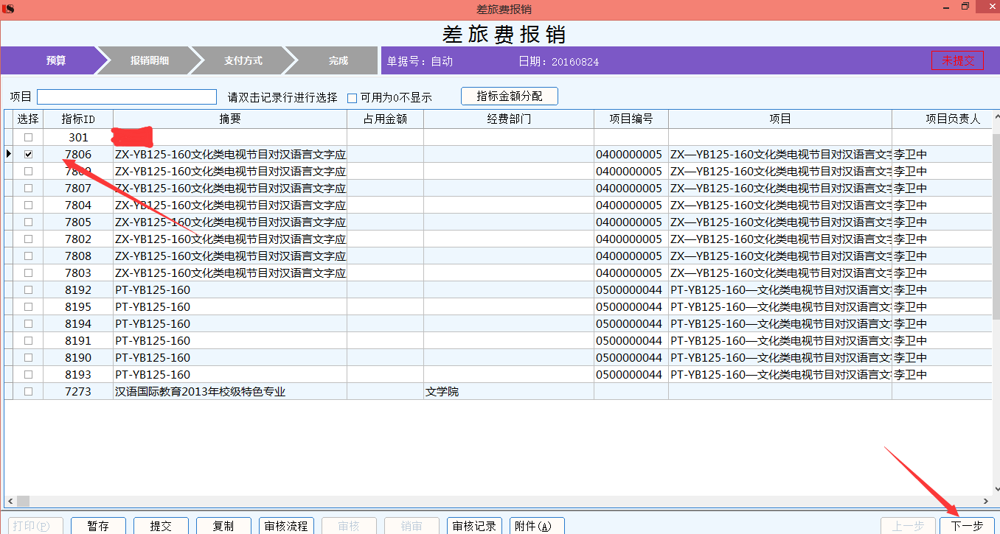 差旅费报销
差旅费报销
预算 报销明细 支付方式 完成 单据号：自动 日期：20160824 未提交
项目 请双击记录行进行选择 可用为0不显示 指标金额分配
选择 指标ID 摘要 占用金额 经费部门 项目编号 项目 项目负责人
301
7806 ZX-YB125-160文化类电视节目对汉语言文字应 0400000005 ZX—YB125-160文化类电视节目对汉语言文字 李卫中
7809 ZX-YB125-160文化类电视节目对汉语言文字应 0400000005 ZX—YB125-160文化类电视节目对汉语言文字 李卫中
7807 ZX-YB125-160文化类电视节目对汉语言文字应 0400000005 ZX—YB125-160文化类电视节目对汉语言文字 李卫中
7804 ZX-YB125-160文化类电视节目对汉语言文字应 0400000005 ZX—YB125-160文化类电视节目对汉语言文字 李卫中
7805 ZX-YB125-160文化类电视节目对汉语言文字应 0400000005 ZX—YB125-160文化类电视节目对汉语言文字 李卫中
7802 ZX-YB125-160文化类电视节目对汉语言文字应 0400000005 ZX—YB125-160文化类电视节目对汉语言文字 李卫中
7808 ZX-YB125-160文化类电视节目对汉语言文字应 0400000005 ZX—YB125-160文化类电视节目对汉语言文字 李卫中
7803 ZX-YB125-160文化类电视节目对汉语言文字应 0400000005 ZX—YB125-160文化类电视节目对汉语言文字 李卫中
8192 PT-YB125-160 0500000044 PT-YB125-160—文化类电视节目对汉语言文 李卫中
8195 PT-YB125-160 0500000044 PT-YB125-160—文化类电视节目对汉语言文 李卫中
8194 PT-YB125-160 0500000044 PT-YB125-160—文化类电视节目对汉语言文 李卫中
8191 PT-YB125-160 0500000044 PT-YB125-160—文化类电视节目对汉语言文 李卫中
8190 PT-YB125-160 0500000044 PT-YB125-160—文化类电视节目对汉语言文 李卫中
8193 PT-YB125-160 0500000044 PT-YB125-160—文化类电视节目对汉语言文 李卫中
7273 汉语国际教育2013年校级特色专业 文学院
打印(P) 暂存 提交 复制 审核流程 审核 销审 审核记录 附件(A) 上一步 下一步